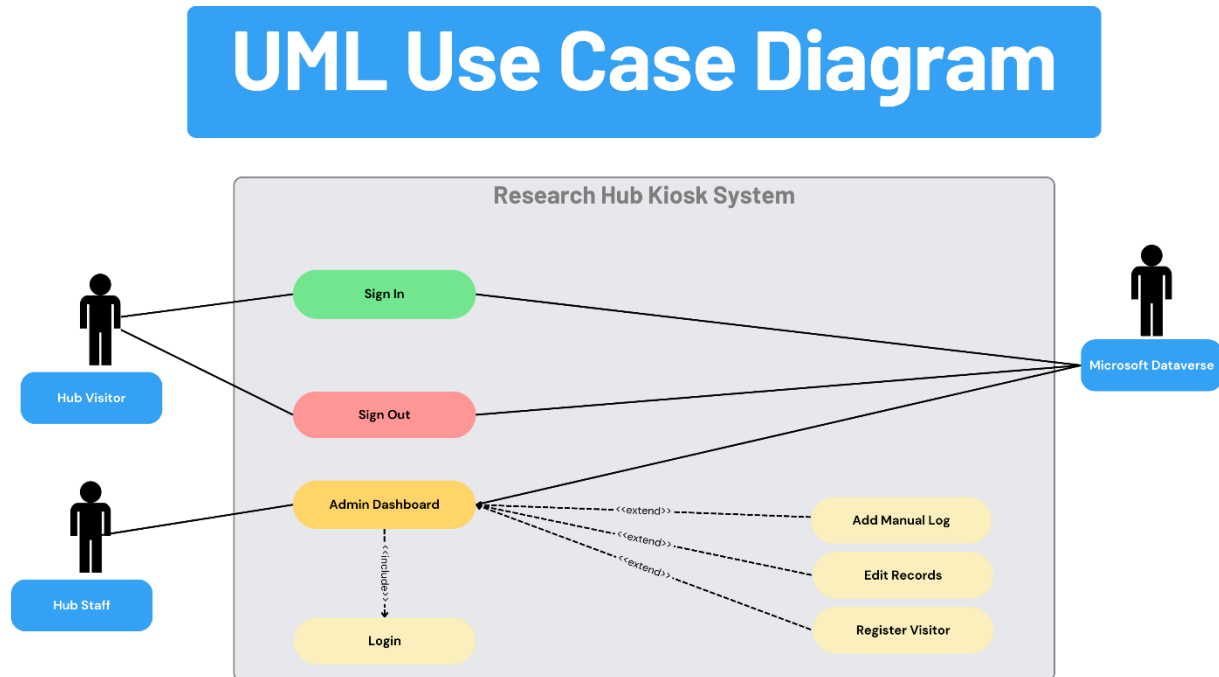 UML Use Case Diagram
Research Hub Kiosk System
Sign In
Hub Visitor
Microsoft Dataverse
Sign Out
Admin Dashboard
<<extend>>
Add Manual Log
<<extend>>
<<extend>>
Edit Records
<<include>>
Hub Staff
Register Visitor
Login